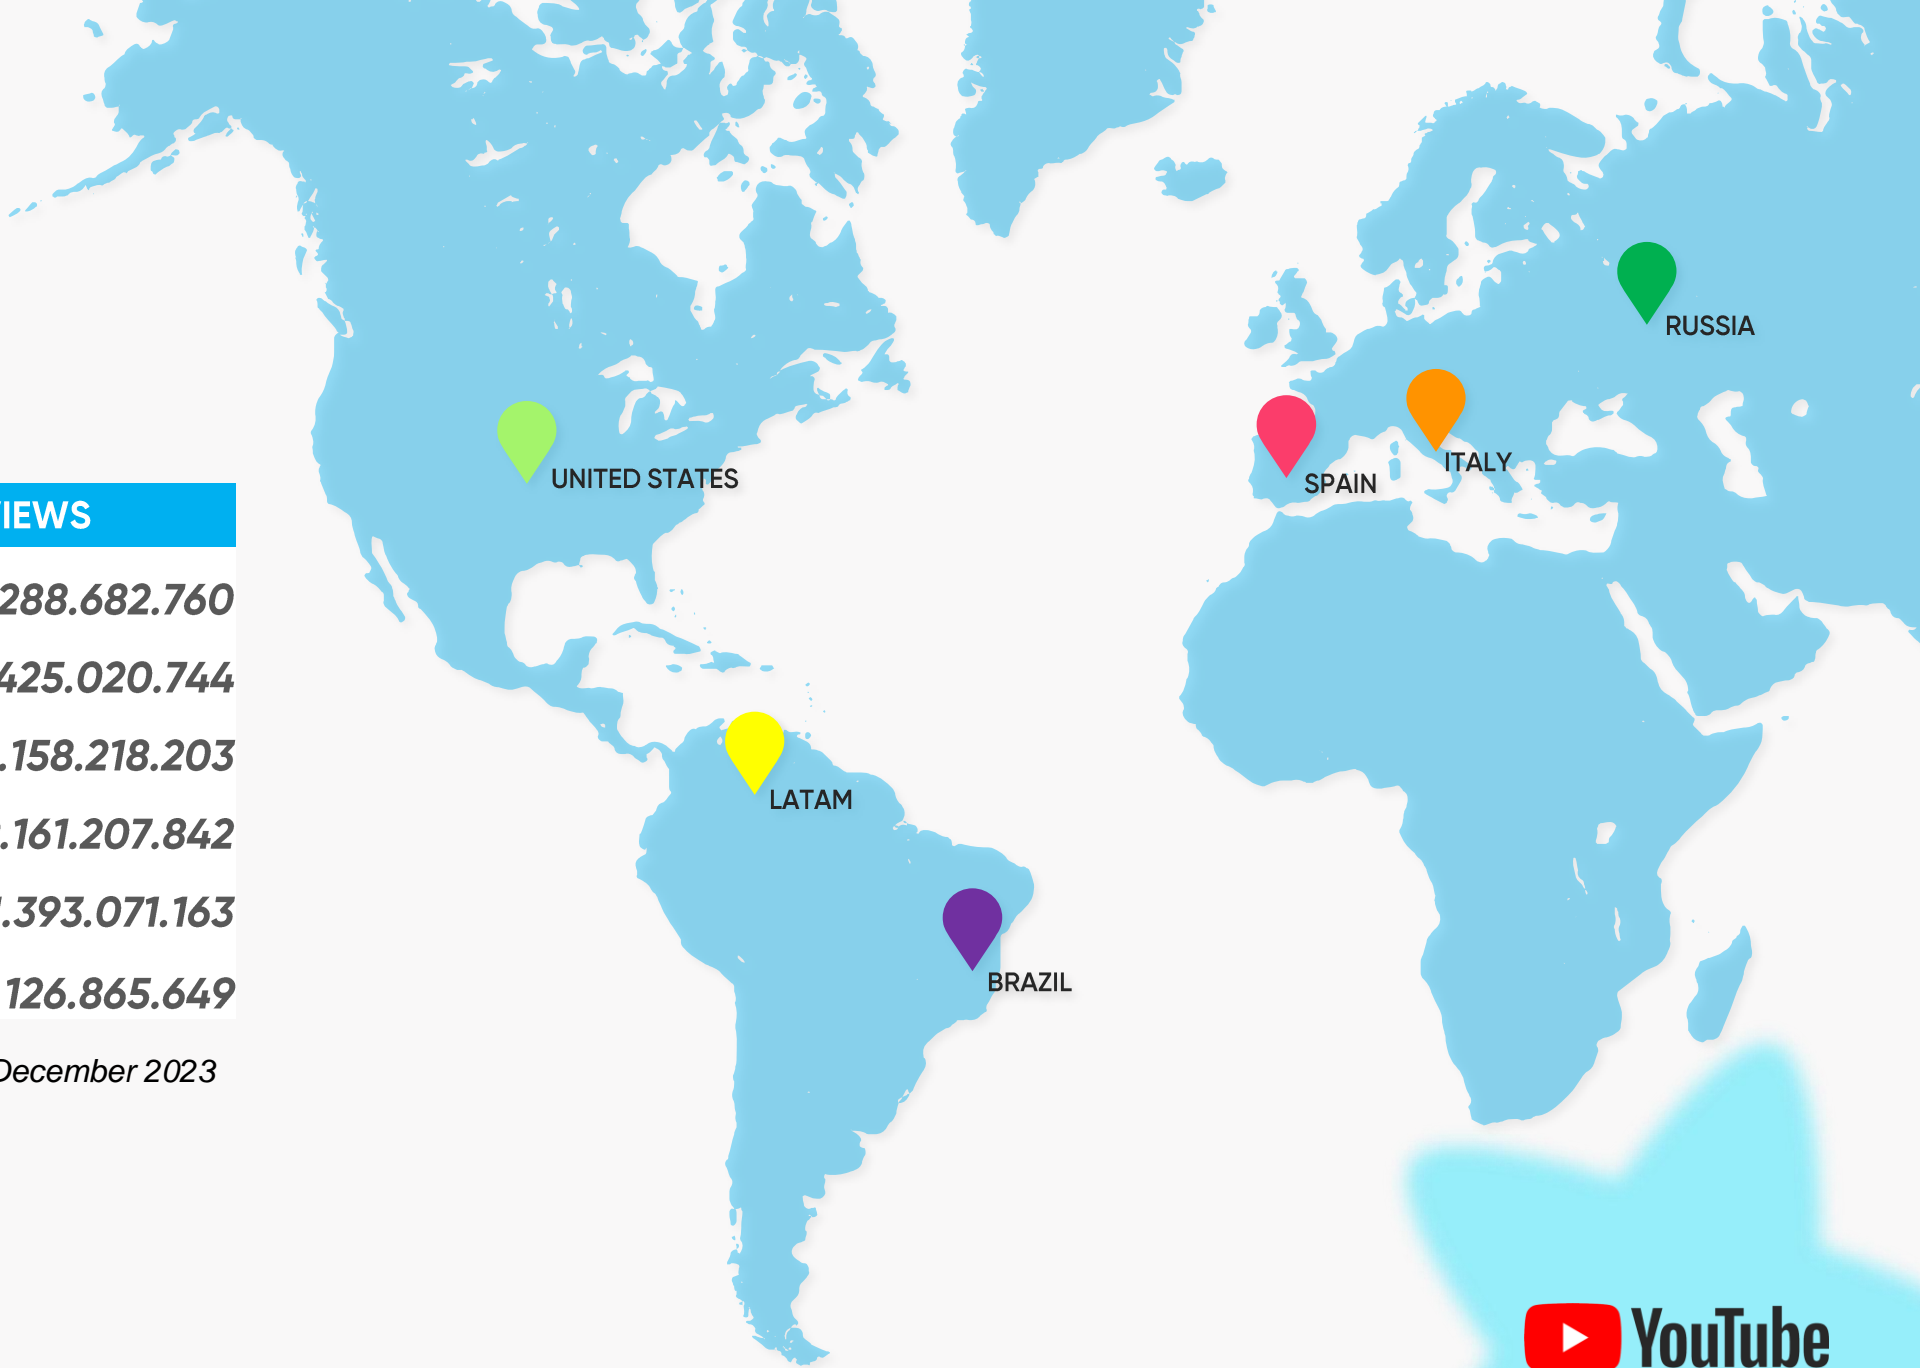 RUSSIA
ITALY
SPAIN
UNITED STATES
VIEWS
288.682.760
425.020.744
.158.218.203
.161.207.842
.393.071.163
126.865.649
LATAM
BRAZIL
December 2023
YouTube